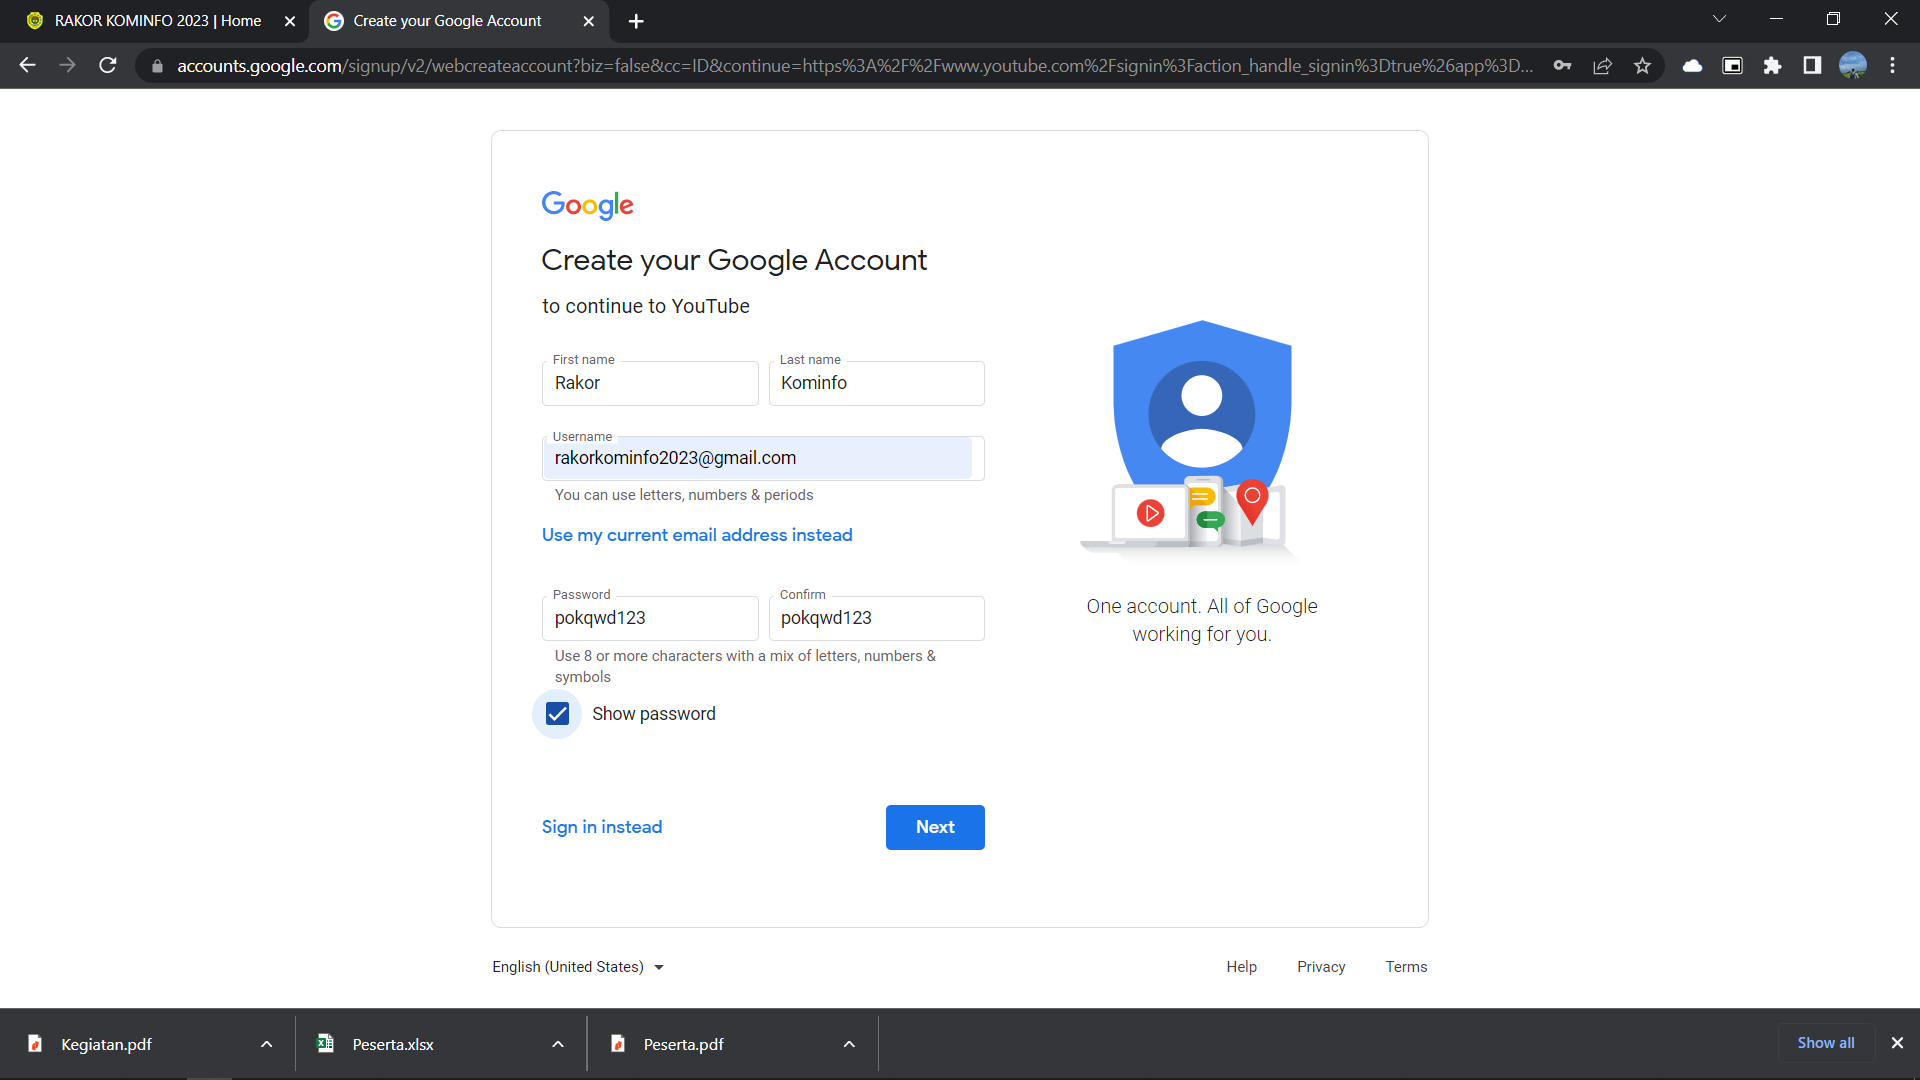 RAKOR KOMINFO 2023 | Home
Create your Google Account
accounts.google.com/signup/v2/webcreateaccount?biz=false&cc=ID&continue=https%3A%2F%2Fwww.youtube.com%2Fsignin%3Faction_handle_signin%3Dtrue%26app%3D...
Google
Create your Google Account
to continue to YouTube
First name
Last name
Rakor
Kominfo
Username
rakorkominfo2023@gmail.com
You can use letters, numbers & periods
Use my current email address instead
Password
Confirm
pokqwd123
pokqwd123
Use 8 or more characters with a mix of letters, numbers &
symbols
Show password
Sign in instead
Next
One account. All of Google
working for you.
English (United States)
Help
Privacy
Terms
Kegiatan.pdf
Peserta.xlsx
Peserta.pdf
Show all